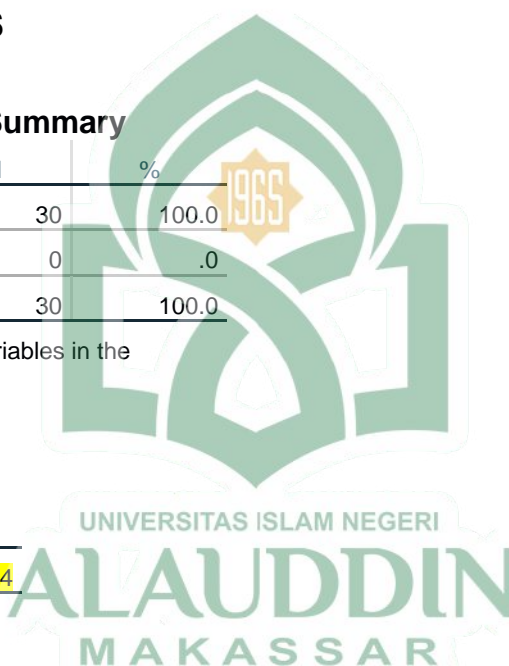 S
Summary
%
30 100.0
0 .0
30 100.0
riables in the
1965
UNIVERSITAS ISLAM NEGERI
4
ALAUDDIN
MAKASSAR